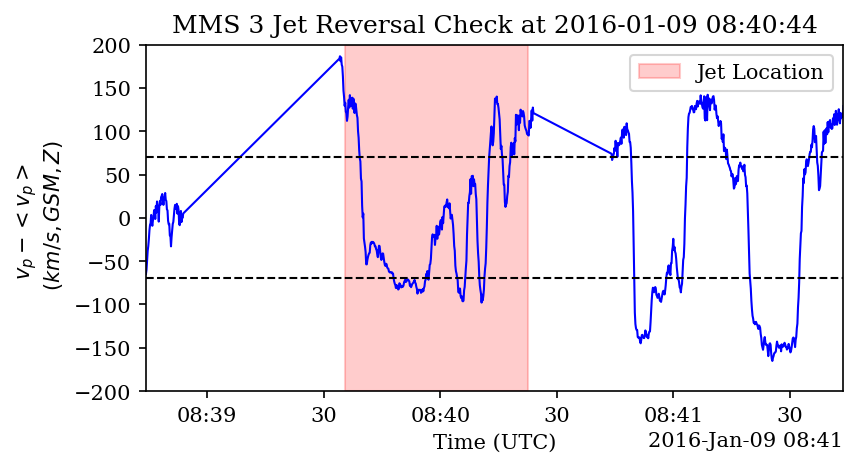 MMS 3 Jet Reversal Check at 2016-01-09 08:40:44
Jet Location
200
150
100
50
0
−50
−100
−150
−200
v_p − < v_p >
(km/s, GSM, Z)
08:39 30 08:40 30 08:41 30
Time (UTC)
2016-Jan-09 08:41